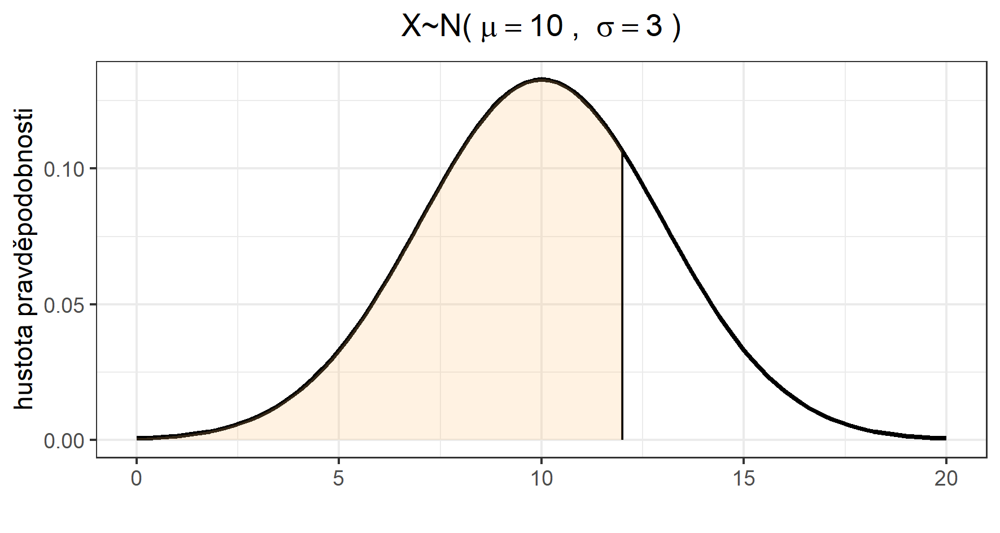 X~N( μ = 10 , σ = 3 )
hustota pravděpodobnosti
0.10
0.05
0.00
0 5 10 15 20